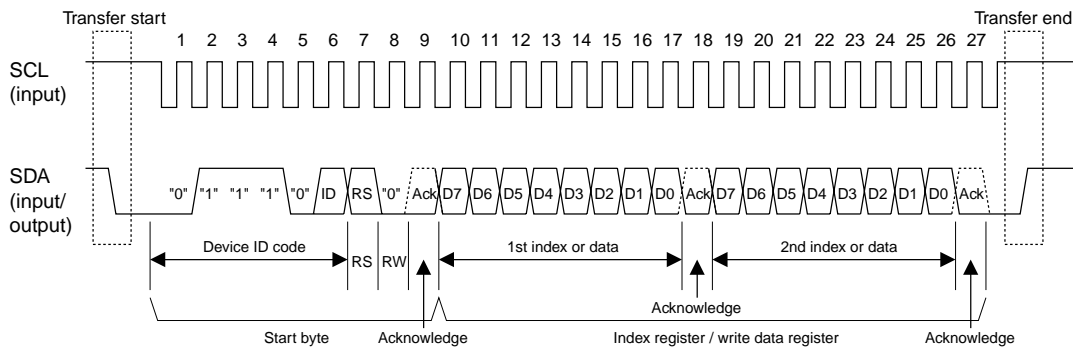 Transfer start
Transfer end
1 2 3 4 5 6 7 8 9 10 11 12 13 14 15 16 17 18 19 20 21 22 23 24 25 26 27
SCL
(input)
SDA
(input/
output)
"0" "1" "1" "1" "0" ID RS "0" Ack D7 D6 D5 D4 D3 D2 D1 D0 Ack D7 D6 D5 D4 D3 D2 D1 D0 Ack
Device ID code
RS
RW
1st index or data
2nd index or data
Acknowledge
Start byte
Acknowledge
Index register / write data register
Acknowledge